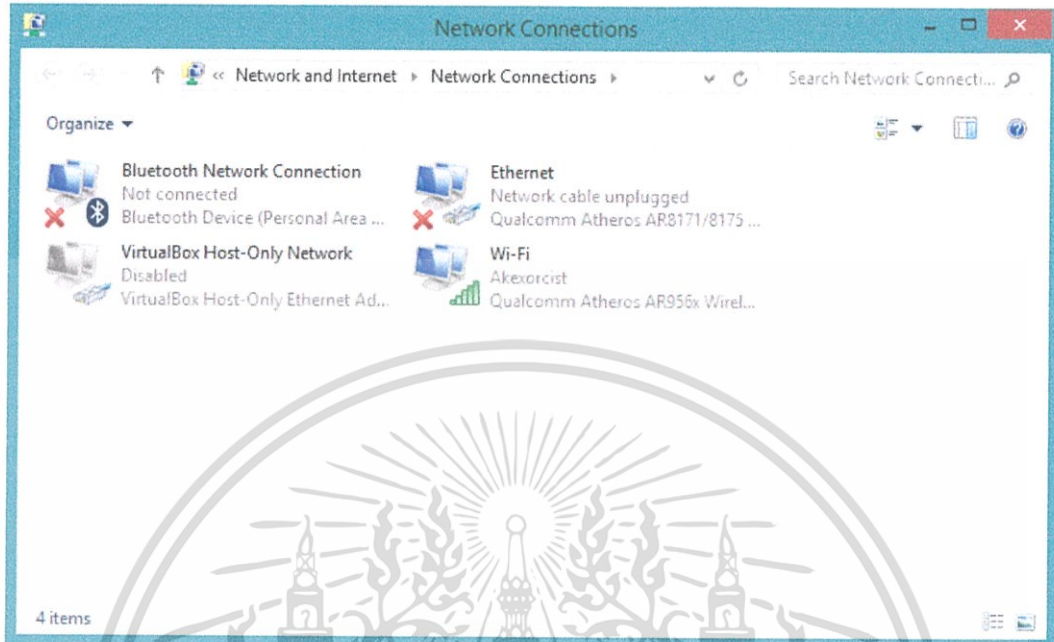 Network Connections
« Network and Internet ▸ Network Connections ▸
Search Network Connecti...
Organize
Bluetooth Network Connection
Not connected
Bluetooth Device (Personal Area ...
Ethernet
Network cable unplugged
Qualcomm Atheros AR8171/8175 ...
VirtualBox Host-Only Network
Disabled
VirtualBox Host-Only Ethernet Ad...
Wi-Fi
Akexorcist
Qualcomm Atheros AR956x Wirel...
4 items